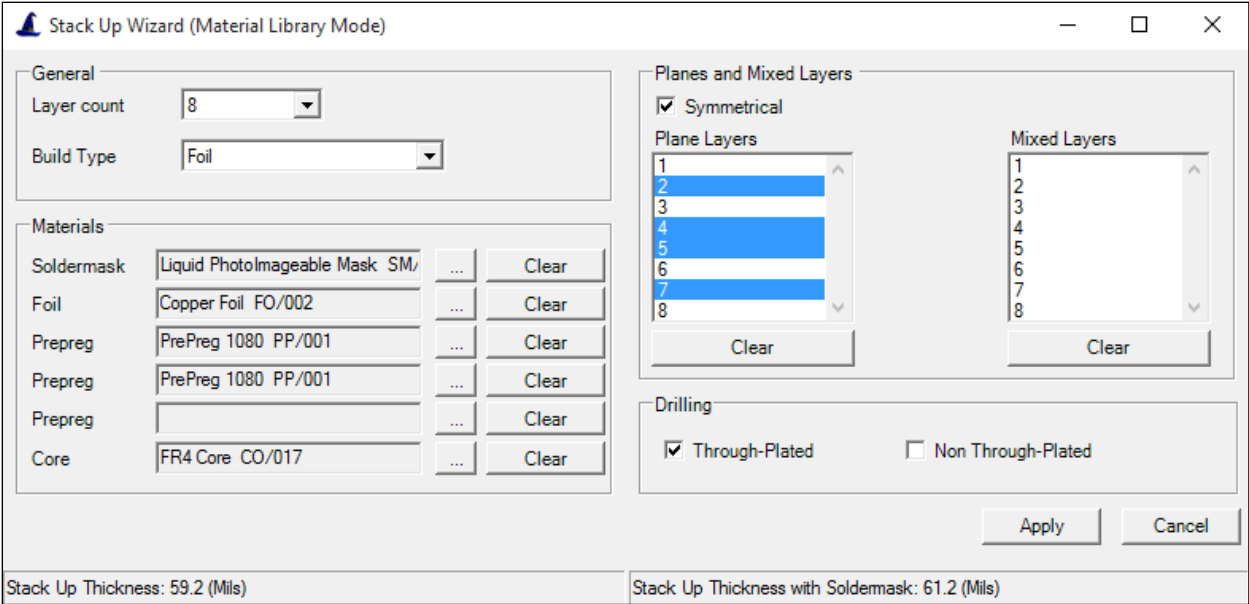 Stack Up Wizard (Material Library Mode)
General
Layer count 8
Build Type Foil
Materials
Soldermask Liquid PhotoImageable Mask SM/ ... Clear
Foil Copper Foil FO/002 ... Clear
Prepreg PrePreg 1080 PP/001 ... Clear
Prepreg PrePreg 1080 PP/001 ... Clear
Prepreg ... Clear
Core FR4 Core CO/017 ... Clear
Planes and Mixed Layers
Symmetrical
Plane Layers
1
2
3
4
5
6
7
8
Clear
Mixed Layers
1
2
3
4
5
6
7
8
Clear
Drilling
Through-Plated Non Through-Plated
Apply Cancel
Stack Up Thickness: 59.2 (Mils) Stack Up Thickness with Soldermask: 61.2 (Mils)